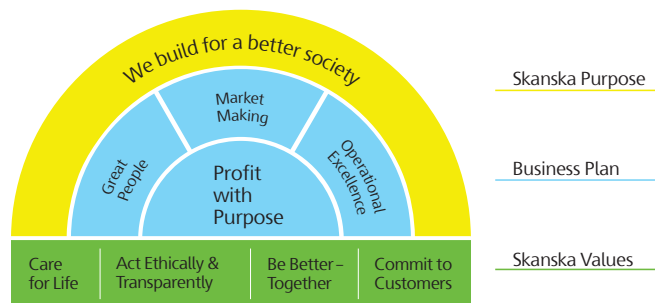 We build for a better society
Market
Making
Great
People
Operational
Excellence
Profit
with
Purpose
Care
for Life
Act Ethically &
Transparently
Be Better –
Together
Commit to
Customers
Skanska Purpose
Business Plan
Skanska Values